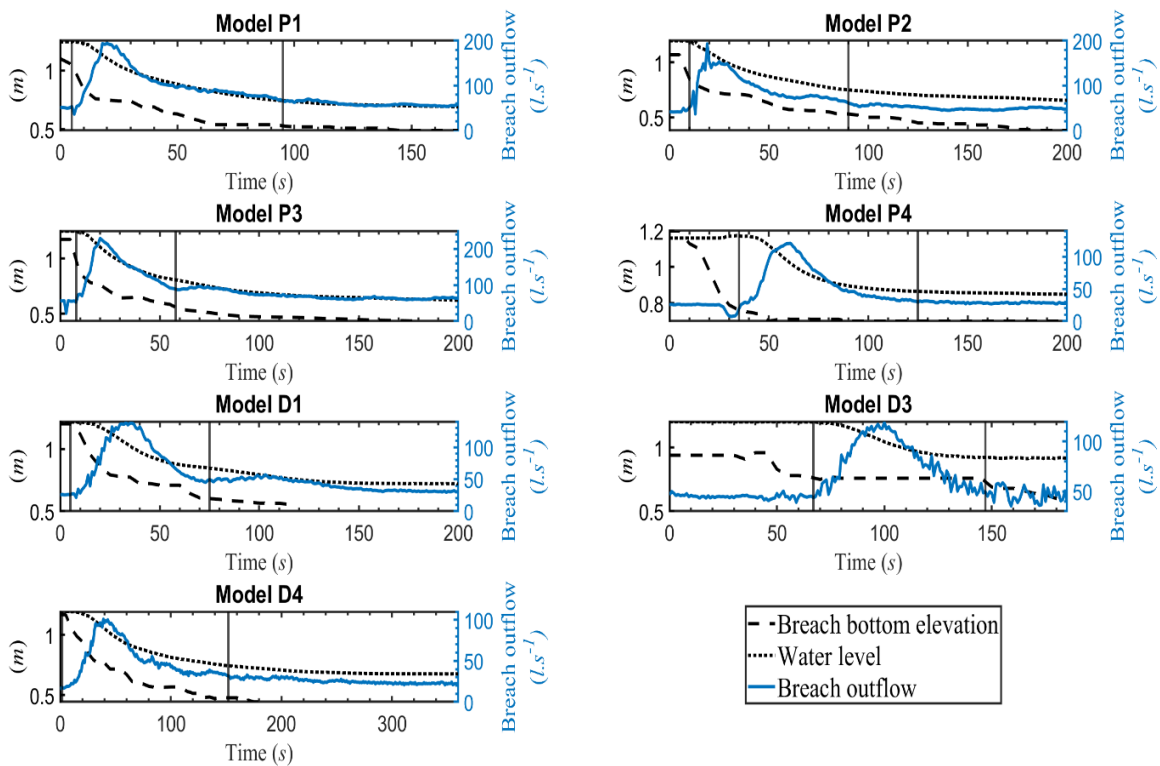 Model P1
1
0.5
(m)
0
50
100
150
Time (s)
0
100
200
Breach outflow
(l.s⁻¹)
Model P2
1
0.5
(m)
0
50
100
150
200
Time (s)
0
100
200
Breach outflow
(l.s⁻¹)
Model P3
1
0.5
(m)
0
50
100
150
200
Time (s)
0
100
200
Breach outflow
(l.s⁻¹)
Model P4
1.2
1
0.8
(m)
0
50
100
150
200
Time (s)
0
50
100
Breach outflow
(l.s⁻¹)
Model D1
1
0.5
(m)
0
50
100
150
200
Time (s)
0
50
100
Breach outflow
(l.s⁻¹)
Model D3
1
0.5
(m)
0
50
100
150
Time (s)
50
100
Breach outflow
(l.s⁻¹)
Model D4
1
0.5
(m)
0
100
200
300
Time (s)
0
50
100
Breach outflow
(l.s⁻¹)
Breach bottom elevation
Water level
Breach outflow